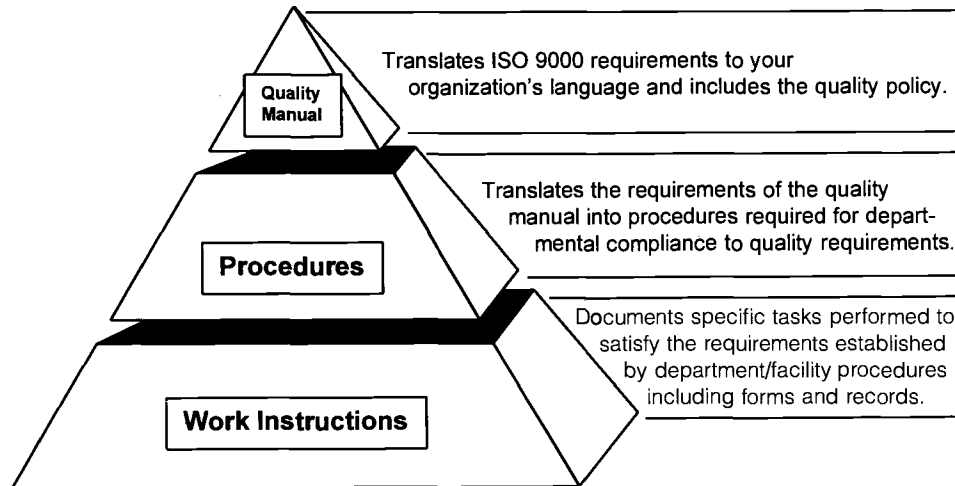 Quality
Manual
Translates ISO 9000 requirements to your
organization's language and includes the quality policy.
Procedures
Translates the requirements of the quality
manual into procedures required for depart-
mental compliance to quality requirements.
Work Instructions
Documents specific tasks performed to
satisfy the requirements established
by department/facility procedures
including forms and records.